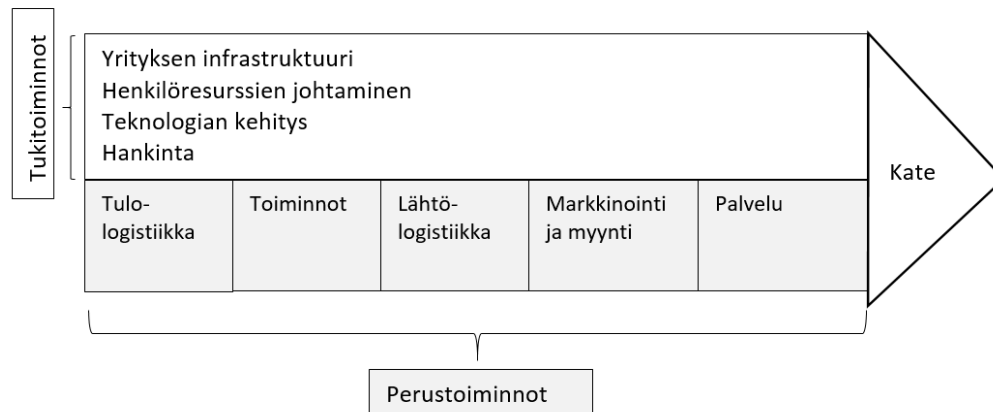 Tukitoiminnot
Yrityksen infrastruktuuri
Henkilöresurssien johtaminen
Teknologian kehitys
Hankinta
Kate
Tulo-
logistiikka
Toiminnot
Lähtö-
logistiikka
Markkinointi
ja myynti
Palvelu
Perustoiminnot